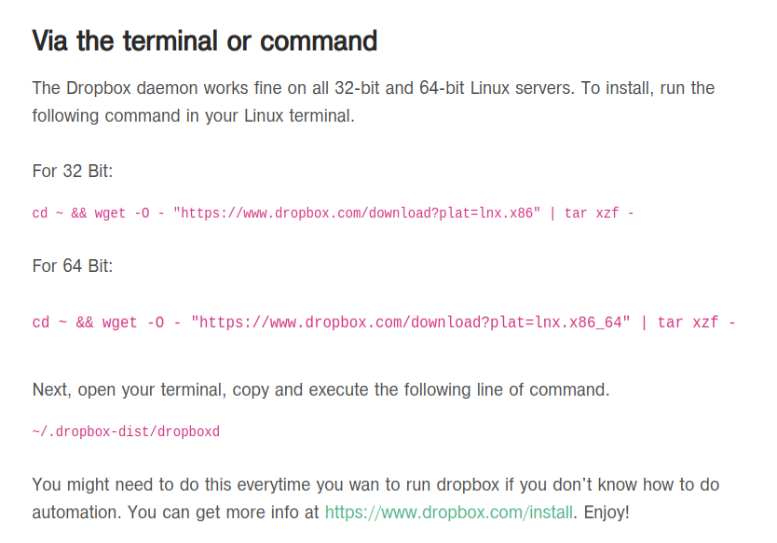 Via the terminal or command
The Dropbox daemon works fine on all 32-bit and 64-bit Linux servers. To install, run the
following command in your Linux terminal.
For 32 Bit:
cd ~ && wget -O - "https://www.dropbox.com/download?plat=lnx.x86" | tar xzf -
For 64 Bit:
cd ~ && wget -O - "https://www.dropbox.com/download?plat=lnx.x86_64" | tar xzf -
Next, open your terminal, copy and execute the following line of command.
~/.dropbox-dist/dropboxd
You might need to do this everytime you wan to run dropbox if you don't know how to do
automation. You can get more info at https://www.dropbox.com/install. Enjoy!